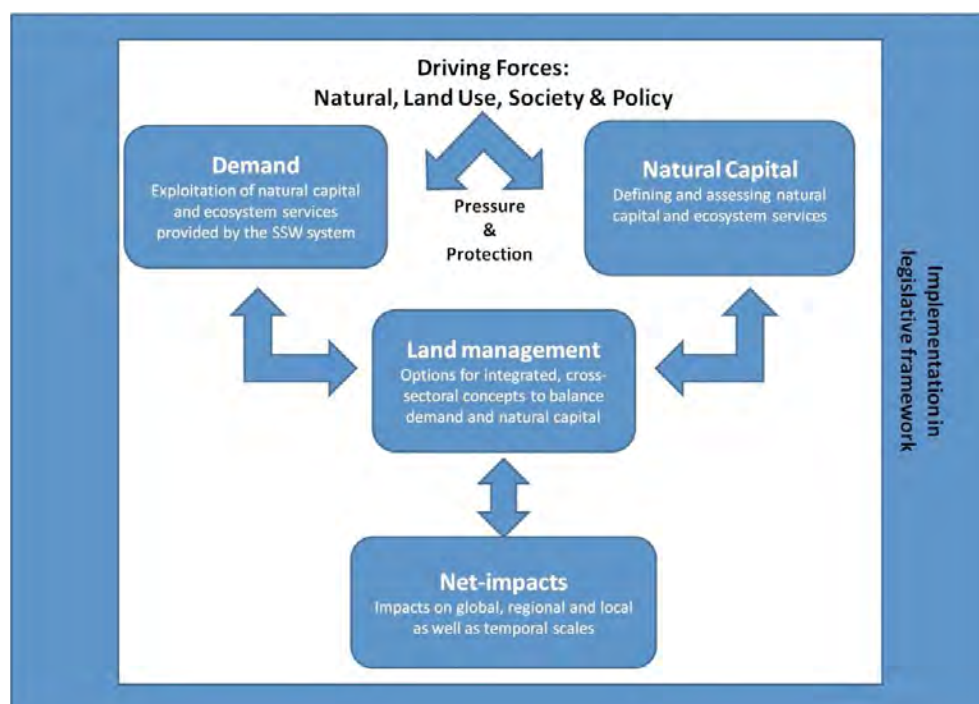 Driving Forces:
Natural, Land Use, Society & Policy
Demand
Exploitation of natural capital
and ecosystem services
provided by the SSW system
Natural Capital
Defining and assessing natural
capital and ecosystem services
Pressure
&
Protection
Land management
Options for integrated, cross-
sectoral concepts to balance
demand and natural capital
Net-impacts
Impacts on global, regional and local
as well as temporal scales
Implementation in
legislative framework